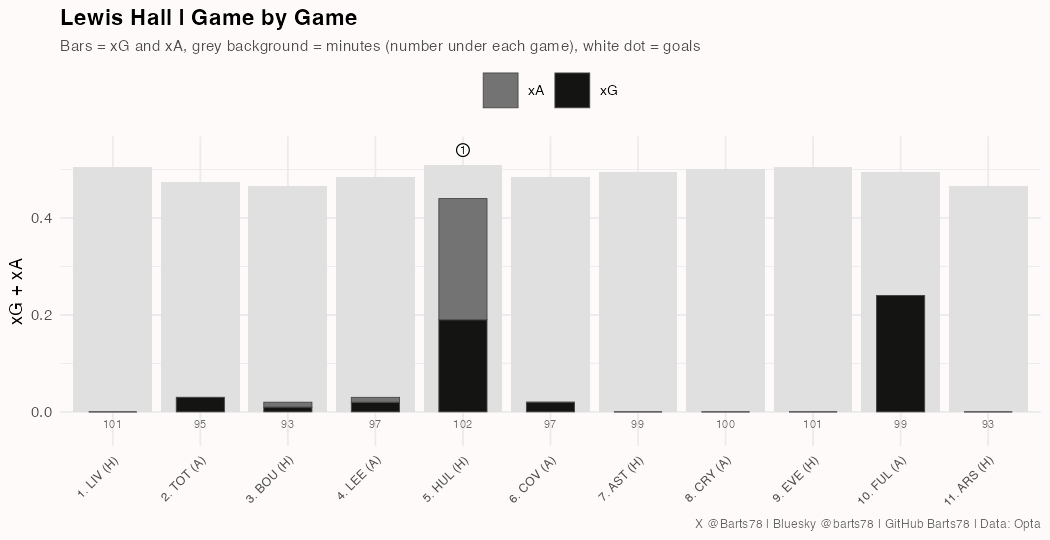 Lewis Hall | Game by Game
Bars = xG and xA, grey background = minutes (number under each game), white dot = goals
xA xG
1
xG + xA
0.4
0.2
0.0
101 95 93 97 102 97 99 100 101 99 93
1. LIV (H) 2. TOT (A) 3. BOU (H) 4. LEE (A) 5. HUL (H) 6. COV (A) 7. AST (H) 8. CRY (A) 9. EVE (H) 10. FUL (A) 11. ARS (H)
X @Barts78 | Bluesky @barts78 | GitHub Barts78 | Data: Opta